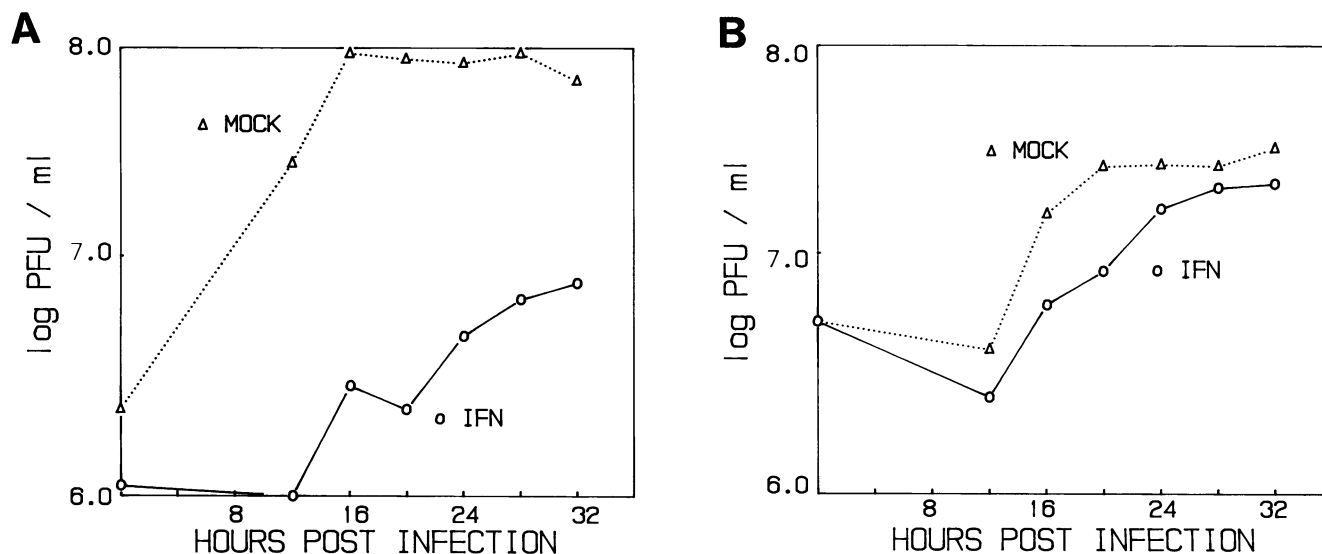 A
8.0
MOCK
7.0
log PFU / ml
IFN
6.0
8 16 24 32
HOURS POST INFECTION
B
8.0
MOCK
7.0
log PFU / ml
IFN
6.0
8 16 24 32
HOURS POST INFECTION